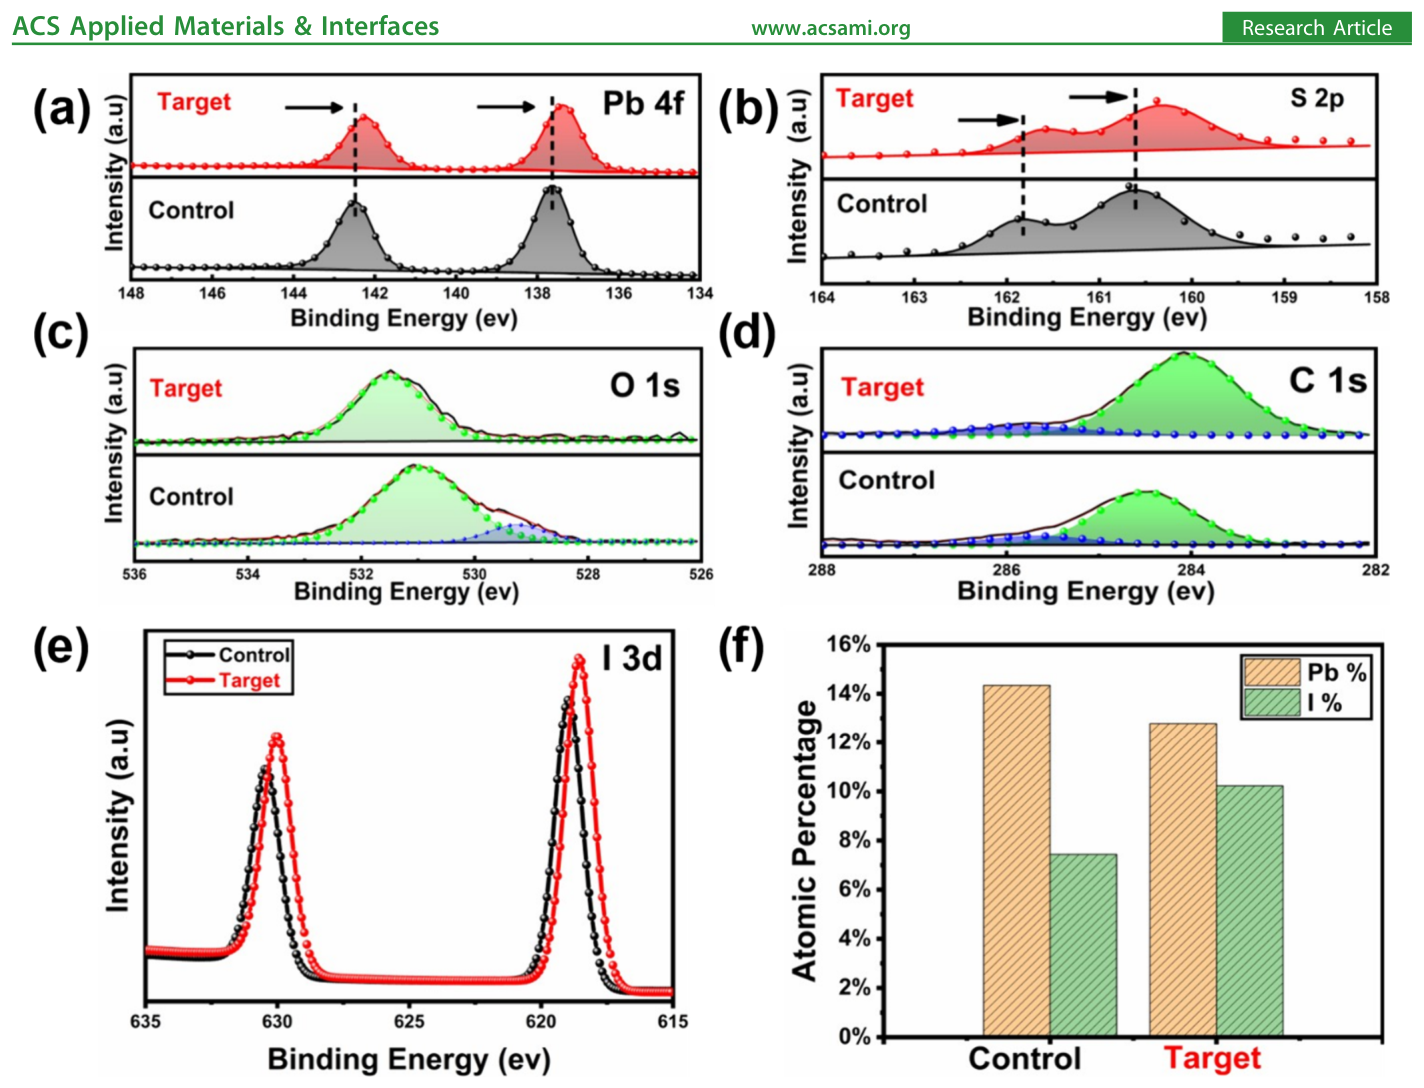 ACS Applied Materials & Interfaces www.acsami.org Research Article
(a) Target Pb 4f
Control
Intensity (a.u)
148 146 144 142 140 138 136 134
Binding Energy (ev)
(b) Target S 2p
Control
Intensity (a.u)
164 163 162 161 160 159 158
Binding Energy (ev)
(c) Target O 1s
Control
Intensity (a.u)
536 534 532 530 528 526
Binding Energy (ev)
(d) Target C 1s
Control
Intensity (a.u)
288 286 284 282
Binding Energy (ev)
(e) Control I 3d
Target
Intensity (a.u)
635 630 625 620 615
Binding Energy (ev)
(f)
Pb %
I %
Atomic Percentage
16%
14%
12%
10%
8%
6%
4%
2%
0%
Control Target